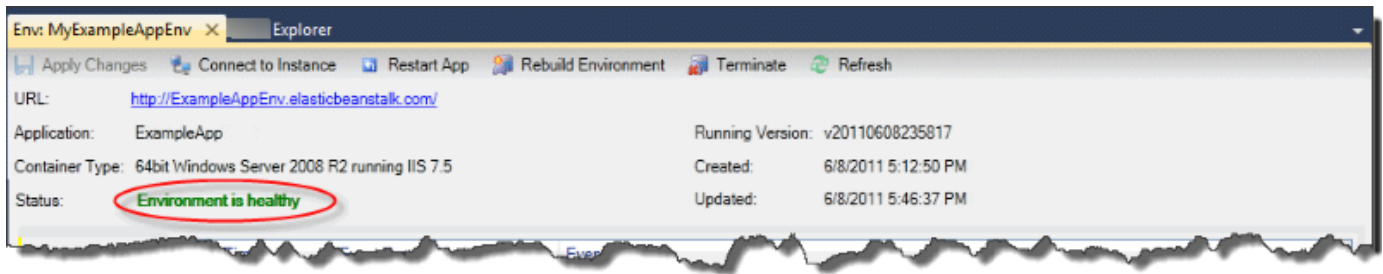 Env: MyExampleAppEnv Explorer
Apply Changes Connect to Instance Restart App Rebuild Environment Terminate Refresh
URL: http://ExampleAppEnv.elasticbeanstalk.com/
Application: ExampleApp Running Version: v20110608235817
Container Type: 64bit Windows Server 2008 R2 running IIS 7.5 Created: 6/8/2011 5:12:50 PM
Status: Environment is healthy Updated: 6/8/2011 5:46:37 PM